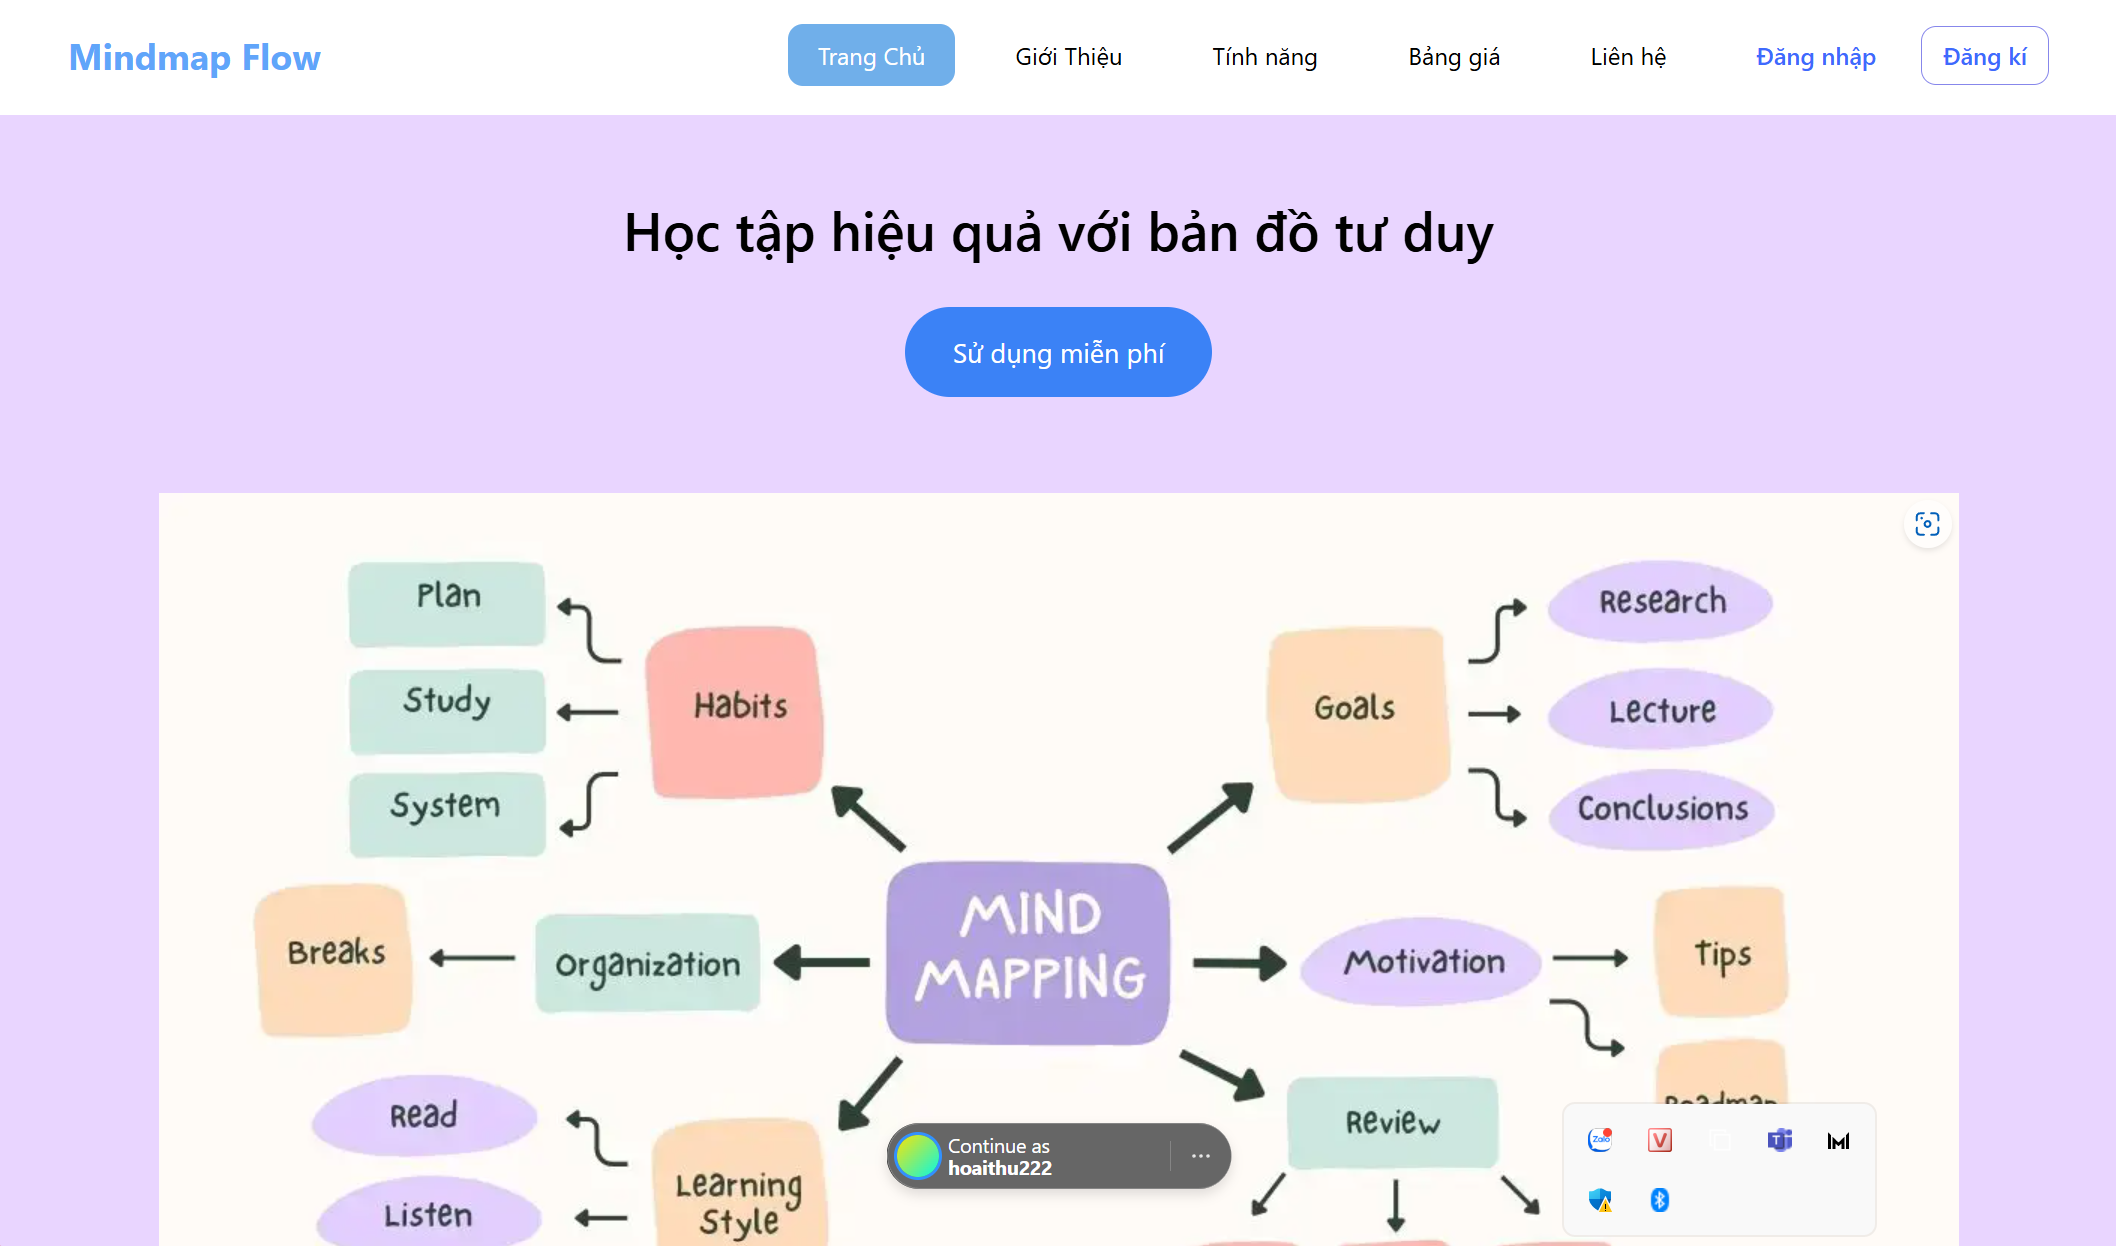 Mindmap Flow
Trang Chủ
Giới Thiệu
Tính năng
Bảng giá
Liên hệ
Đăng nhập
Đăng kí
Học tập hiệu quả với bản đồ tư duy
Sử dụng miễn phí
Plan
Study
System
Habits
Goals
Research
Lecture
Conclusions
Breaks
Organization
MIND
MAPPING
Motivation
Tips
Roadmap
Read
Listen
Learning
Style
Review
Continue as
hoaithu222
Zalo
V
T